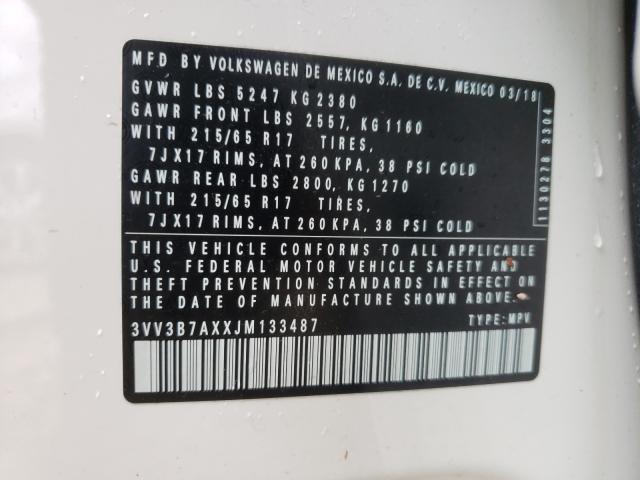 MFD BY VOLKSWAGEN DE MEXICO S.A. DE C.V. MEXICO 03/18
GVWR LBS 5247 KG 2380
GAWR FRONT LBS 2557, KG 1160
WITH 215/65 R17 TIRES,
7JX17 RIMS, AT 260 KPA, 38 PSI COLD
GAWR REAR LBS 2800, KG 1270
WITH 215/65 R17 TIRES,
7JX17 RIMS, AT 260 KPA, 38 PSI COLD
1130278 3304
THIS VEHICLE CONFORMS TO ALL APPLICABLE
U.S. FEDERAL MOTOR VEHICLE SAFETY AND
THEFT PREVENTION STANDARDS IN EFFECT ON
THE DATE OF MANUFACTURE SHOWN ABOVE.
3VV3B7AXXJM133487 TYPE: MPV